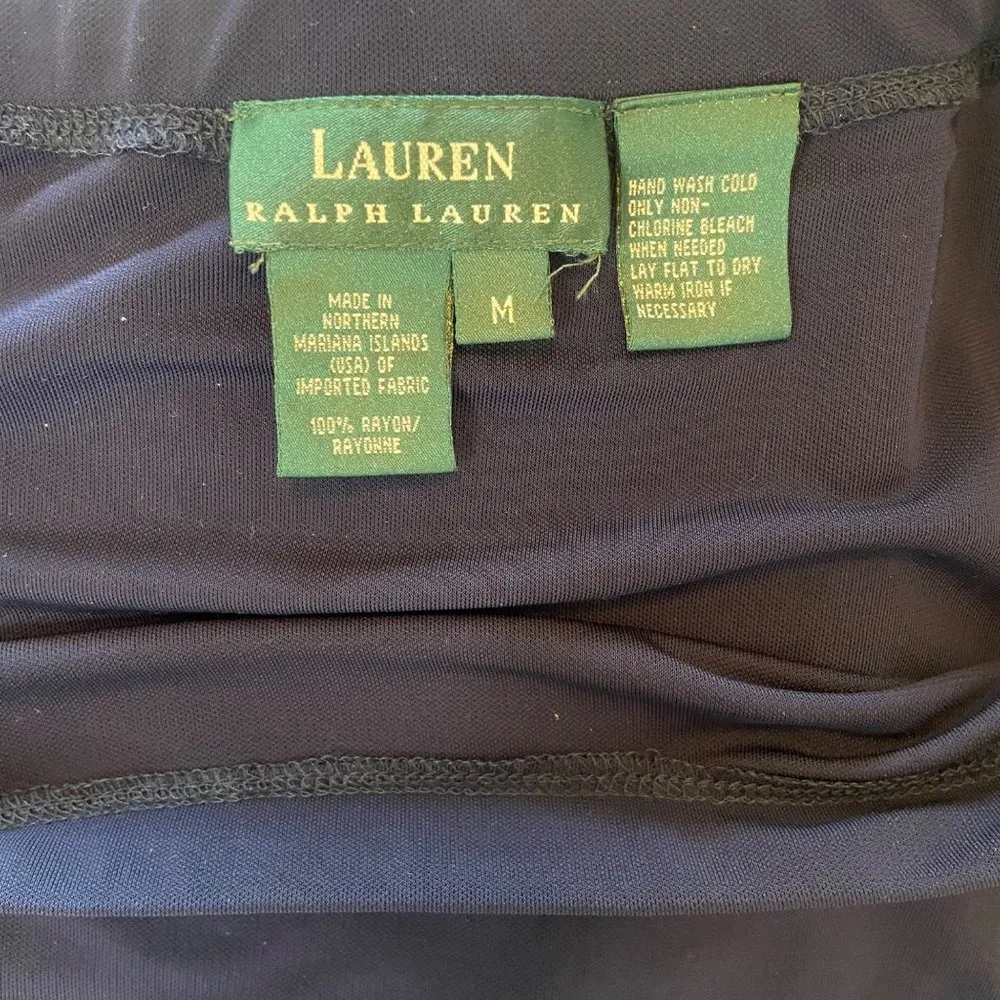 LAUREN
RALPH LAUREN
MADE IN
NORTHERN
MARIANA ISLANDS
(USA) OF
IMPORTED FABRIC
100% RAYON/
RAYONNE
M
HAND WASH COLD
ONLY NON-
CHLORINE BLEACH
WHEN NEEDED
LAY FLAT TO DRY
WARM IRON IF
NECESSARY